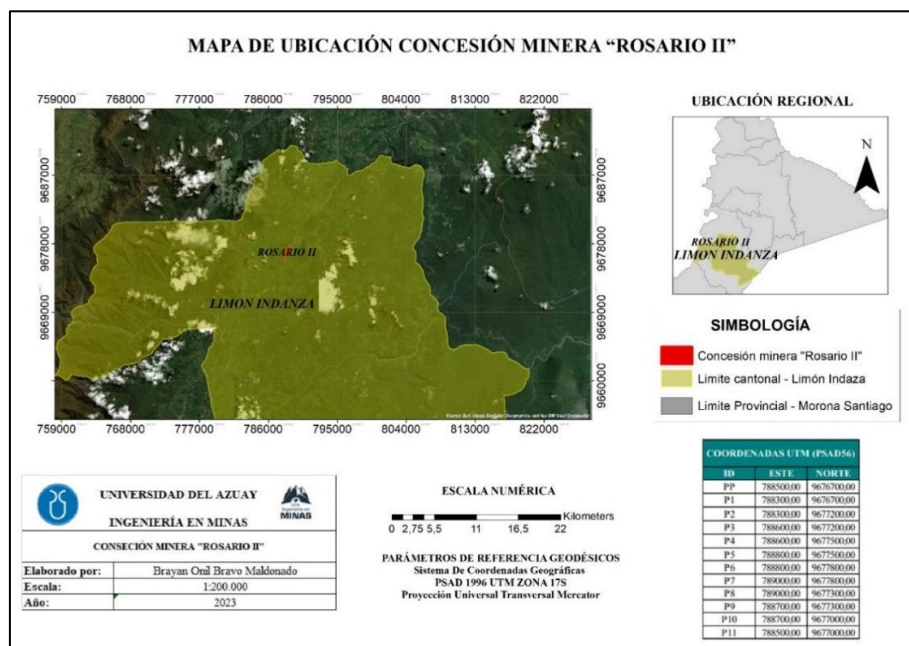 MAPA DE UBICACIÓN CONCESIÓN MINERA “ROSARIO II”
759000 768000 777000 786000 795000 804000 813000 822000
9687000 9687000
9678000 9678000
9669000 9669000
9660000 9660000
ROSARIO II
LIMON INDANZA
759000 768000 777000 786000 795000 804000 813000 822000
UBICACIÓN REGIONAL
N
ROSARIO II
LIMON INDANZA
SIMBOLOGÍA
Concesión minera "Rosario II"
Limite cantonal - Limón Indaza
Limite Provincial - Morona Santiago
UNIVERSIDAD DEL AZUAY
INGENIERÍA EN MINAS
MINAS
CONSECIÓN MINERA "ROSARIO II"
Elaborado por: Brayan Onil Bravo Maldonado
Escala: 1:200.000
Año: 2023
ESCALA NUMÉRICA
Kilometers
0 2,75 5,5 11 16,5 22
PARÁMETROS DE REFERENCIA GEODÉSICOS
Sistema De Coordenadas Geográficas
PSAD 1996 UTM ZONA 17S
Proyección Universal Transversal Mercator
COORDENADAS UTM (PSAD56)
ID ESTE NORTE
PP 788500,00 9676700,00
P1 788300,00 9676700,00
P2 788300,00 9677200,00
P3 788600,00 9677200,00
P4 788600,00 9677500,00
P5 788800,00 9677500,00
P6 788800,00 9677800,00
P7 789000,00 9677800,00
P8 789000,00 9677300,00
P9 788700,00 9677300,00
P10 788700,00 9677000,00
P11 788500,00 9677000,00